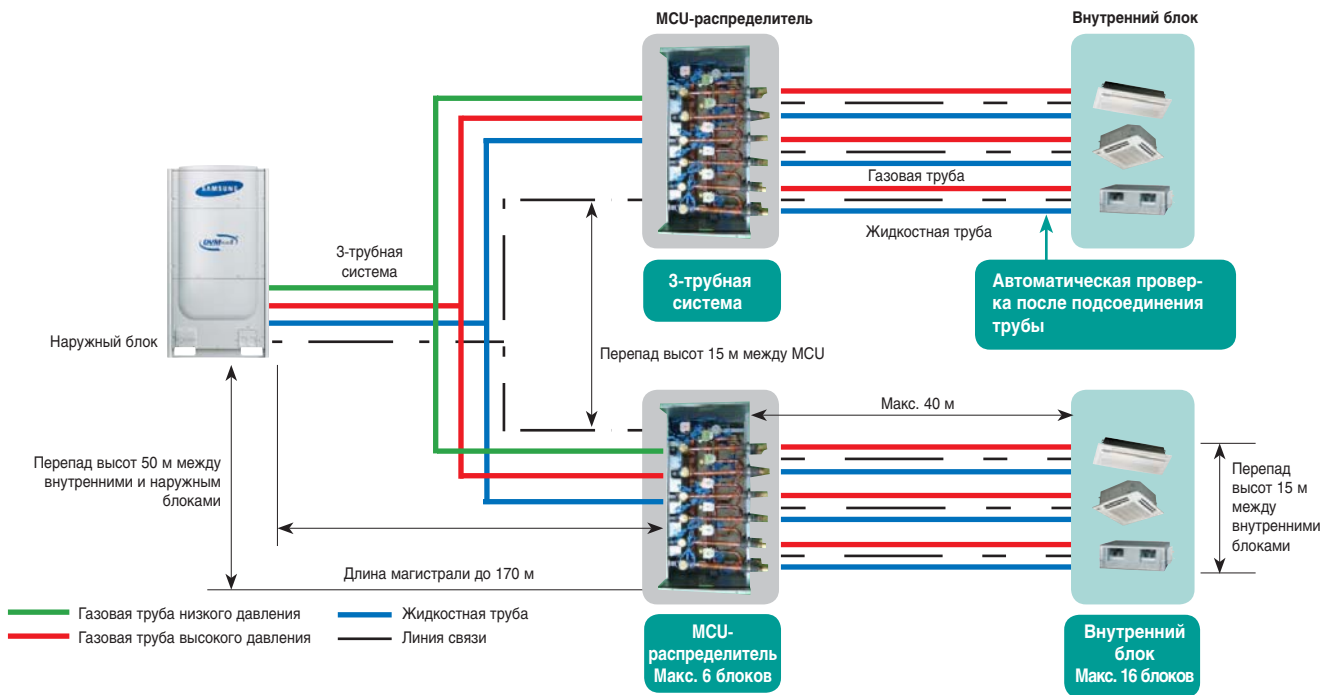 MCU-распределитель
Внутренний блок
SAMSUNG
DVM
3-трубная
система
Наружный блок
Газовая труба
Жидкостная труба
3-трубная
система
Автоматическая провер-
ка после подсоединения
трубы
Перепад высот 15 м между MCU
Макс. 40 м
Перепад высот 50 м между
внутренними и наружным
блоками
Перепад
высот 15 м
между
внутренними
блоками
Длина магистрали до 170 м
Газовая труба низкого давления
Жидкостная труба
Газовая труба высокого давления
Линия связи
MCU-
распределитель
Макс. 6 блоков
Внутренний
блок
Макс. 16 блоков